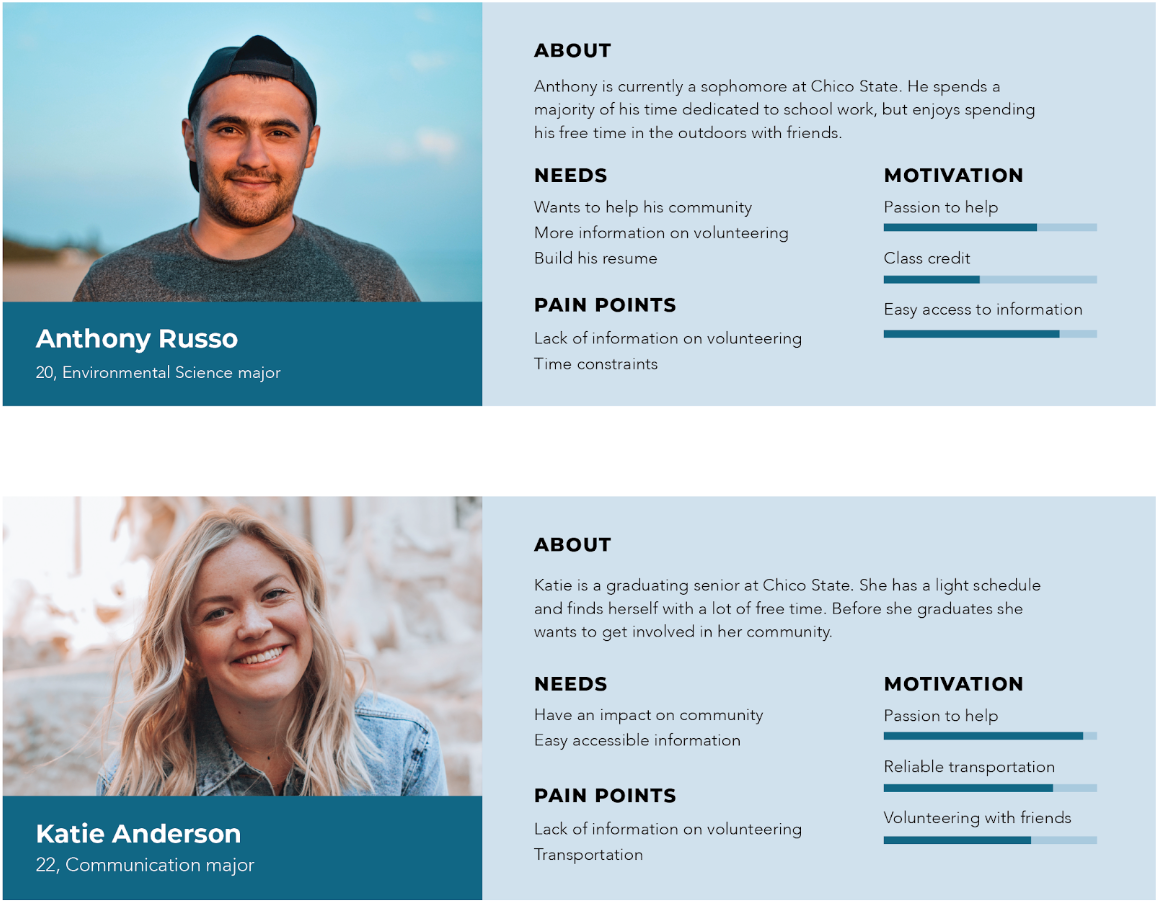 ABOUT
Anthony is currently a sophomore at Chico State. He spends a
majority of his time dedicated to school work, but enjoys spending
his free time in the outdoors with friends.
NEEDS
Wants to help his community
More information on volunteering
Build his resume
PAIN POINTS
Lack of information on volunteering
Time constraints
MOTIVATION
Passion to help
Class credit
Easy access to information
Anthony Russo
20, Environmental Science major
ABOUT
Katie is a graduating senior at Chico State. She has a light schedule
and finds herself with a lot of free time. Before she graduates she
wants to get involved in her community.
NEEDS
Have an impact on community
Easy accessible information
PAIN POINTS
Lack of information on volunteering
Transportation
MOTIVATION
Passion to help
Reliable transportation
Volunteering with friends
Katie Anderson
22, Communication major